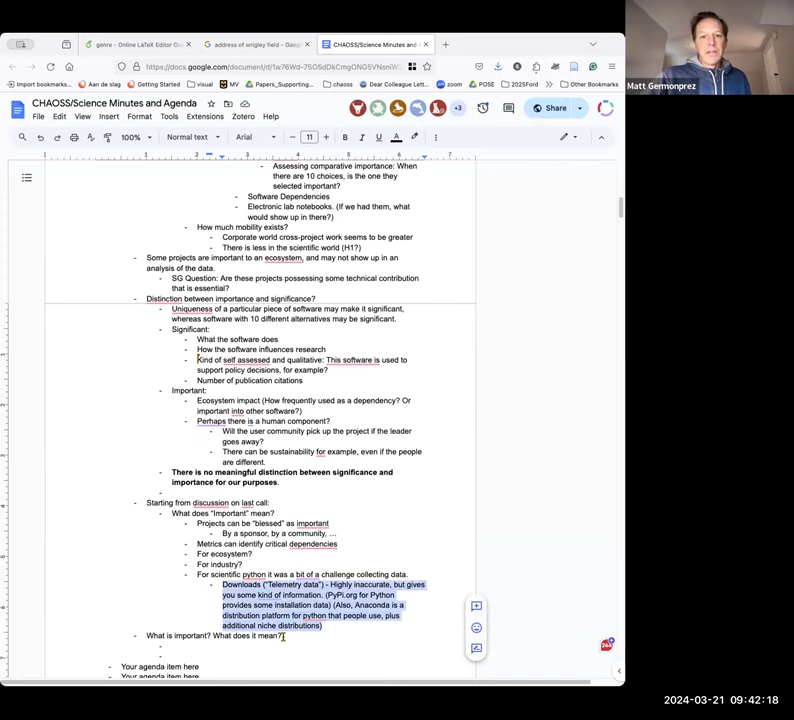 genre - Online LaTeX Editor Ov
address of wrigley field - Goog
CHAOSS/Science Minutes and
https://docs.google.com/document/d/1w76Wd-
Import bookmarks...
Aan de slag
Getting Started
visual
MV
Papers_Supporting...
chaoss
Dear Colleague Lett
zoom
POSE
2025Ford
Other Bookmarks
CHAOSS/Science Minutes and Agenda
File Edit View Insert Format Tools Extensions Zotero Help
+3
Share
100%
Normal text
Arial
11
B I U A
1 1 2 3 4 5 6 7
- Assessing comparative importance: When
there are 10 choices, is the one they
selected important?
- Software Dependencies
- Electronic lab notebooks. (If we had them, what
would show up in there?)
- How much mobility exists?
- Corporate world cross-project work seems to be greater
- There is less in the scientific world (H1?)
- Some projects are important to an ecosystem, and may not show up in an
analysis of the data.
- SG Question: Are these projects possessing some technical contribution
that is essential?
- Distinction between importance and significance?
- Uniqueness of a particular piece of software may make it significant,
whereas software with 10 different alternatives may be significant.
- Significant:
- What the software does
- How the software influences research
- Kind of self assessed and qualitative: This software is used to
support policy decisions, for example?
- Number of publication citations
- Important:
- Ecosystem impact (How frequently used as a dependency? Or
important into other software?)
- Perhaps there is a human component?
- Will the user community pick up the project if the leader
goes away?
- There can be sustainability for example, even if the people
are different.
- There is no meaningful distinction between significance and
importance for our purposes.
-
- Starting from discussion on last call:
- What does "Important" mean?
- Projects can be "blessed" as important
- By a sponsor, by a community, ...
- Metrics can identify critical dependencies
- For ecosystem?
- For industry?
- For scientific python it was a bit of a challenge collecting data.
- Downloads ("Telemetry data") - Highly inaccurate, but gives
you some kind of information. (PyPi.org for Python
provides some installation data) (Also, Anaconda is a
distribution platform for python that people use, plus
additional niche distributions)
- What is important? What does it mean?
-
-
- Your agenda item here
- Your agenda item here
Matt Germonprez
2024-03-21 09:42:18